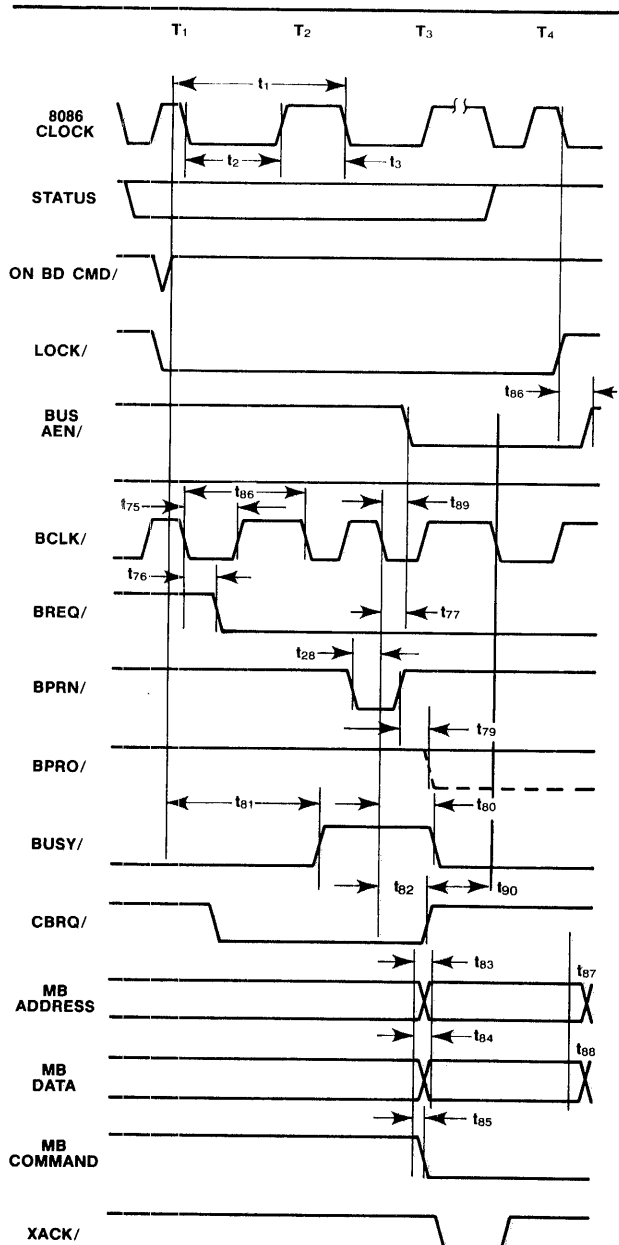 T1 T2 T3 T4
t1
8086
CLOCK
t2 t3
STATUS
ON BD CMD/
LOCK/
t86
BUS
AEN/
t86
t75 t89
BCLK/
t76
BREQ/ t77
t28
BPRN/
t79
BPRO/
t81 t80
BUSY/
t82 t90
CBRQ/
t83 t87
MB
ADDRESS
t84 t88
MB
DATA
t85
MB
COMMAND
XACK/